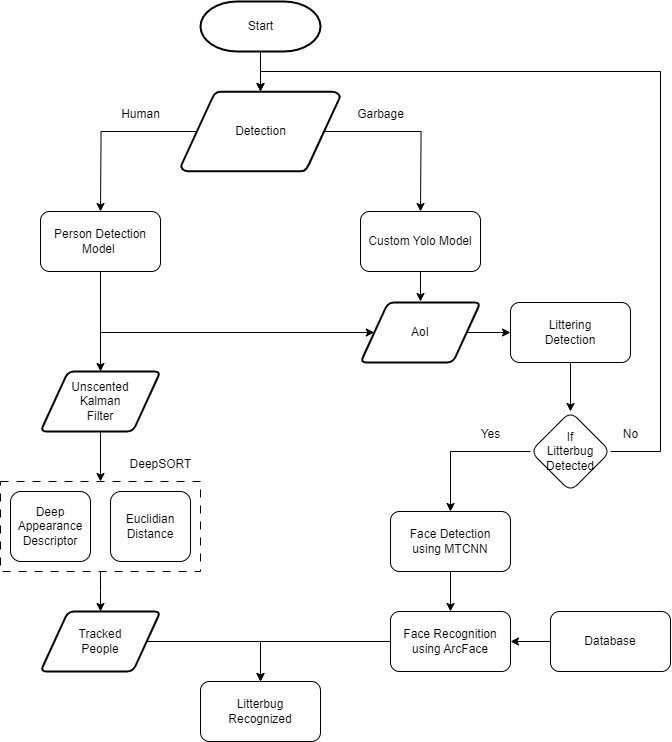 Start
Human
Garbage
Detection
Person Detection
Model
Custom Yolo Model
AoI
Littering
Detection
Unscented
Kalman
Filter
Yes
If
Litterbug
Detected
No
DeepSORT
Deep
Appearance
Descriptor
Euclidian
Distance
Face Detection
using MTCNN
Tracked
People
Face Recognition
using ArcFace
Database
Litterbug
Recognized